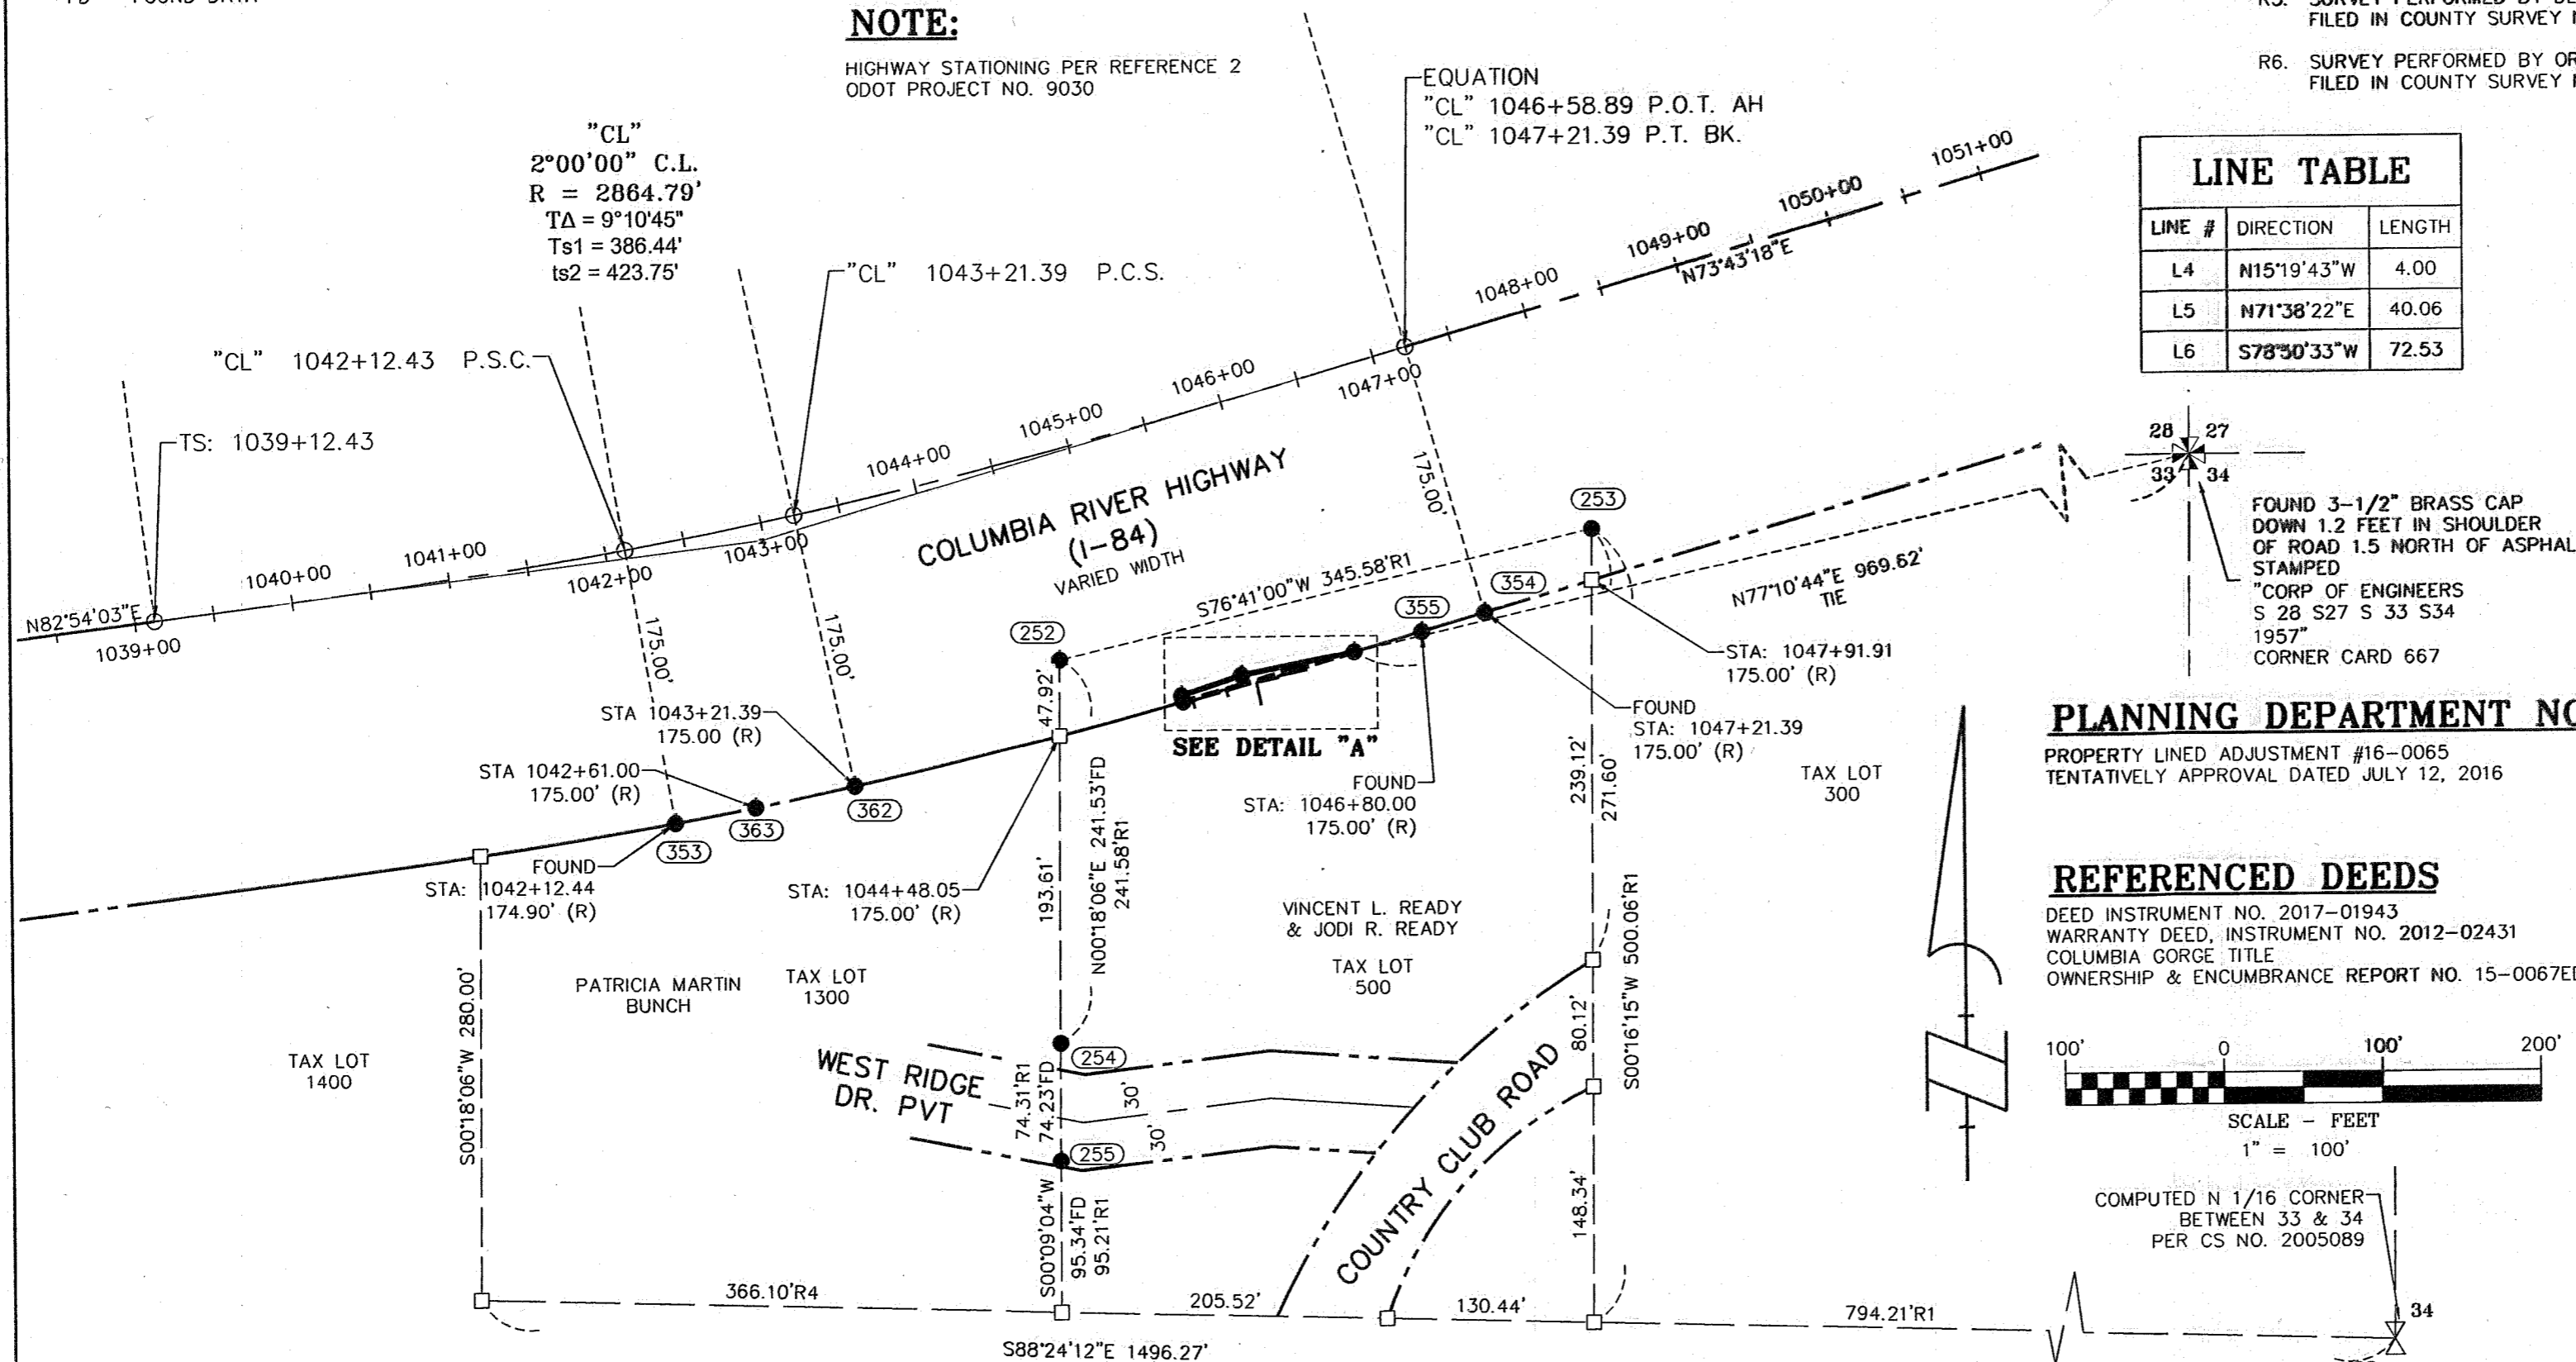 NOTE:
HIGHWAY STATIONING PER REFERENCE 2
ODOT PROJECT NO. 9030
FILED IN COUNTY SURVEY
R6. SURVEY PERFORMED BY
FILED IN COUNTY SURVEY
EQUATION
"CL" 1046+58.89 P.O.T. AH
"CL" 1047+21.39 P.T. BK.
"CL"
2°00'00" C.L.
R = 2864.79'
TΔ = 9°10'45"
Ts1 = 386.44'
ts2 = 423.75'
"CL" 1043+21.39 P.C.S.
"CL" 1042+12.43 P.S.C.
TS: 1039+12.43
LINE TABLE
LINE # DIRECTION LENGTH
L4 N15°19'43"W 4.00
L5 N71°38'22"E 40.06
L6 S78°50'33"W 72.53
N82°54'03"E
1039+00
1040+00
1041+00
1042+00
1043+00
1044+00
1045+00
1046+00
1047+00
1048+00
1049+00
1050+00
1051+00
N73°43'18"E
COLUMBIA RIVER HIGHWAY
(I-84)
VARIED WIDTH
175.00'
175.00'
175.00'
28 27
33 34
FOUND 3-1/2" BRASS CAP
DOWN 1.2 FEET IN SHOULDER
OF ROAD 1.5 NORTH OF ASPHAL
STAMPED
"CORP OF ENGINEERS
S 28 S27 S 33 S34
1957"
CORNER CARD 667
253
252
S76°41'00"W 345.58'R1
354
355
N77°10'44"E 969.62'
TIE
STA: 1047+91.91
175.00' (R)
FOUND
STA: 1047+21.39
175.00' (R)
47.92'
SEE DETAIL "A"
FOUND
STA: 1046+80.00
175.00' (R)
STA 1043+21.39
175.00 (R)
STA 1042+61.00
175.00' (R)
362
363
353
FOUND
STA: 1042+12.44
174.90' (R)
STA: 1044+48.05
175.00' (R)
193.61'
N00°18'06"E 241.53'FD
241.58'R1
239.12'
271.60'
TAX LOT
300
PLANNING DEPARTMENT
PROPERTY LINED ADJUSTMENT #16-0065
TENTATIVELY APPROVAL DATED JULY 12, 2016
REFERENCED DEEDS
DEED INSTRUMENT NO. 2017-01943
WARRANTY DEED, INSTRUMENT NO. 2012-02431
COLUMBIA GORGE TITLE
OWNERSHIP & ENCUMBRANCE REPORT NO. 15-0067E
VINCENT L. READY
& JODI R. READY
TAX LOT
500
PATRICIA MARTIN
BUNCH
TAX LOT
1300
TAX LOT
1400
S00°18'06"W 280.00'
254
WEST RIDGE
DR. PVT
74.31'R1
74.23'FD
30'
30'
255
S00°09'04"W
95.34'FD
95.21'R1
COUNTRY CLUB ROAD
80.12'
S00°16'15"W 500.06'R1
148.34'
100' 0 100' 200'
SCALE - FEET
1" = 100'
COMPUTED N 1/16 CORNER
BETWEEN 33 & 34
PER CS NO. 2005089
34
366.10'R4
205.52'
130.44'
794.21'R1
S88°24'12"E 1496.27'